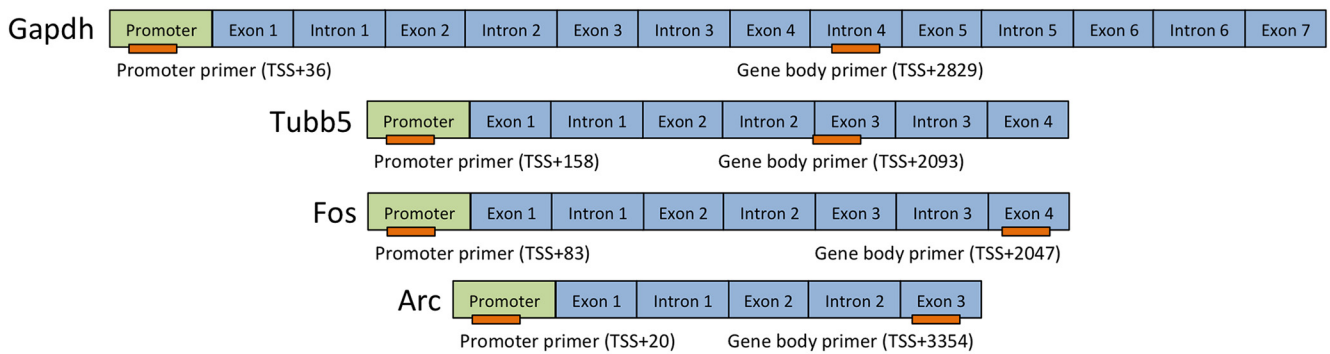 Gapdh Promoter Exon 1 Intron 1 Exon 2 Intron 2 Exon 3 Intron 3 Exon 4 Intron 4 Exon 5 Intron 5 Exon 6 Intron 6 Exon 7
Promoter primer (TSS+36) Gene body primer (TSS+2829)
Tubb5 Promoter Exon 1 Intron 1 Exon 2 Intron 2 Exon 3 Intron 3 Exon 4
Promoter primer (TSS+158) Gene body primer (TSS+2093)
Fos Promoter Exon 1 Intron 1 Exon 2 Intron 2 Exon 3 Intron 3 Exon 4
Promoter primer (TSS+83) Gene body primer (TSS+2047)
Arc Promoter Exon 1 Intron 1 Exon 2 Intron 2 Exon 3
Promoter primer (TSS+20) Gene body primer (TSS+3354)